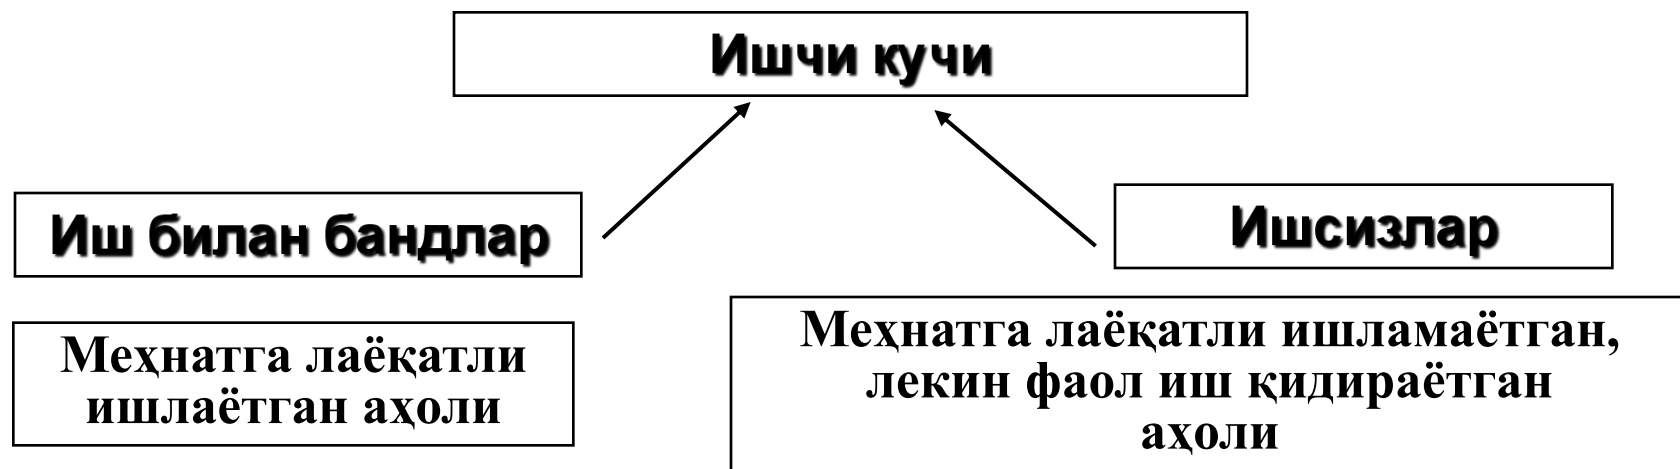 Ишчи кучи
Иш билан бандлар
Ишсизлар
Меҳнатга лаёқатли
ишлаётган аҳоли
Меҳнатга лаёқатли ишламаётган,
лекин фаол иш қидираётган
аҳоли